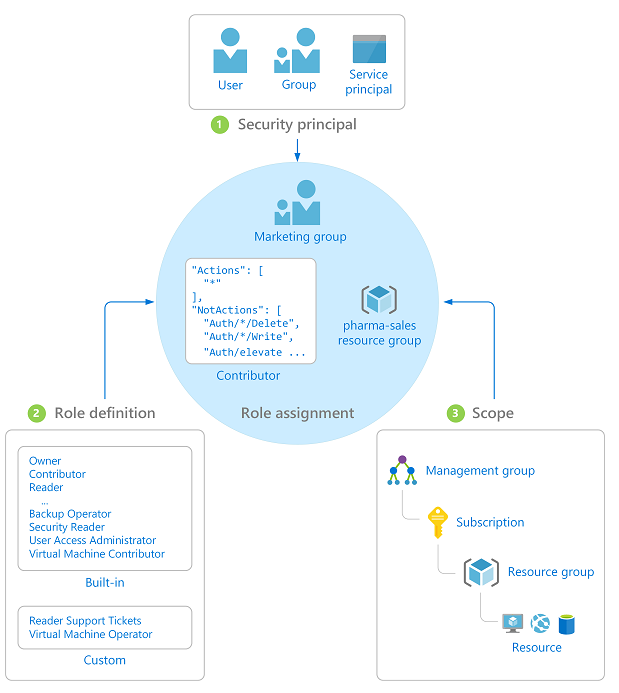 User
Group
Service
principal
1 Security principal
Marketing group
"Actions": [
"*"
],
"NotActions": [
"Auth/*/Delete",
"Auth/*/Write",
"Auth/elevate ...
Contributor
pharma-sales
resource group
Role assignment
2 Role definition
Owner
Contributor
Reader
...
Backup Operator
Security Reader
User Access Administrator
Virtual Machine Contributor
Built-in
Reader Support Tickets
Virtual Machine Operator
Custom
3 Scope
Management group
Subscription
Resource group
Resource